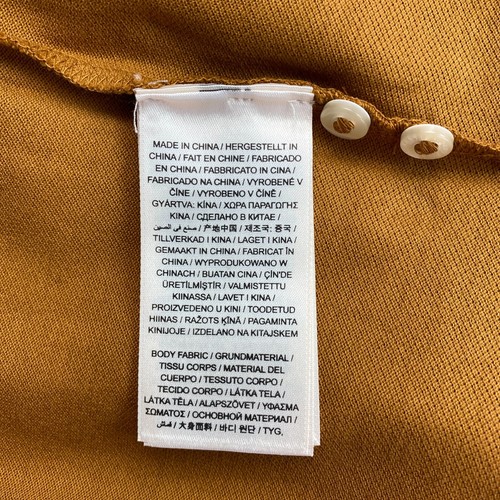 MADE IN CHINA / HERGESTELLT IN
CHINA / FAIT EN CHINE / FABRICADO
EN CHINA / FABBRICATO IN CINA /
FABRICADO NA CHINA / VYROBENÉ V
ČÍNE / VYROBENO V ČÍNĚ /
GYÁRTVA: KÍNA / ΧΩΡΑ ΠΑΡΑΓΩΓΗΣ
ΚΙΝΑ / СДЕЛАНО В КИТАЕ /
صنع في الصين / 产地中国 / 제조국: 중국 /
TILLVERKAD I KINA / LAGET I KINA /
GEMAAKT IN CHINA / FABRICAT ÎN
CHINA / WYPRODUKOWANO W
CHINACH / BUATAN CINA / ÇİN'DE
ÜRETİLMİŞTİR / VALMISTETTU
KIINASSA / LAVET I KINA /
PROIZVEDENO U KINI / TOODETUD
HIINAS / RAŽOTS ĶĪNĀ / PAGAMINTA
KINIJOJE / IZDELANO NA KITAJSKEM
BODY FABRIC / GRUNDMATERIAL /
TISSU CORPS / MATERIAL DEL
CUERPO / TESSUTO CORPO /
TECIDO CORPO / LÁTKA TELA /
LÁTKA TĚLA / ALAPSZÖVET / ΥΦΑΣΜΑ
ΣΩΜΑΤΟΣ / ОСНОВНОЙ МАТЕРИАЛ /
قماش / 大身面料 / 바디 원단 / TYG,